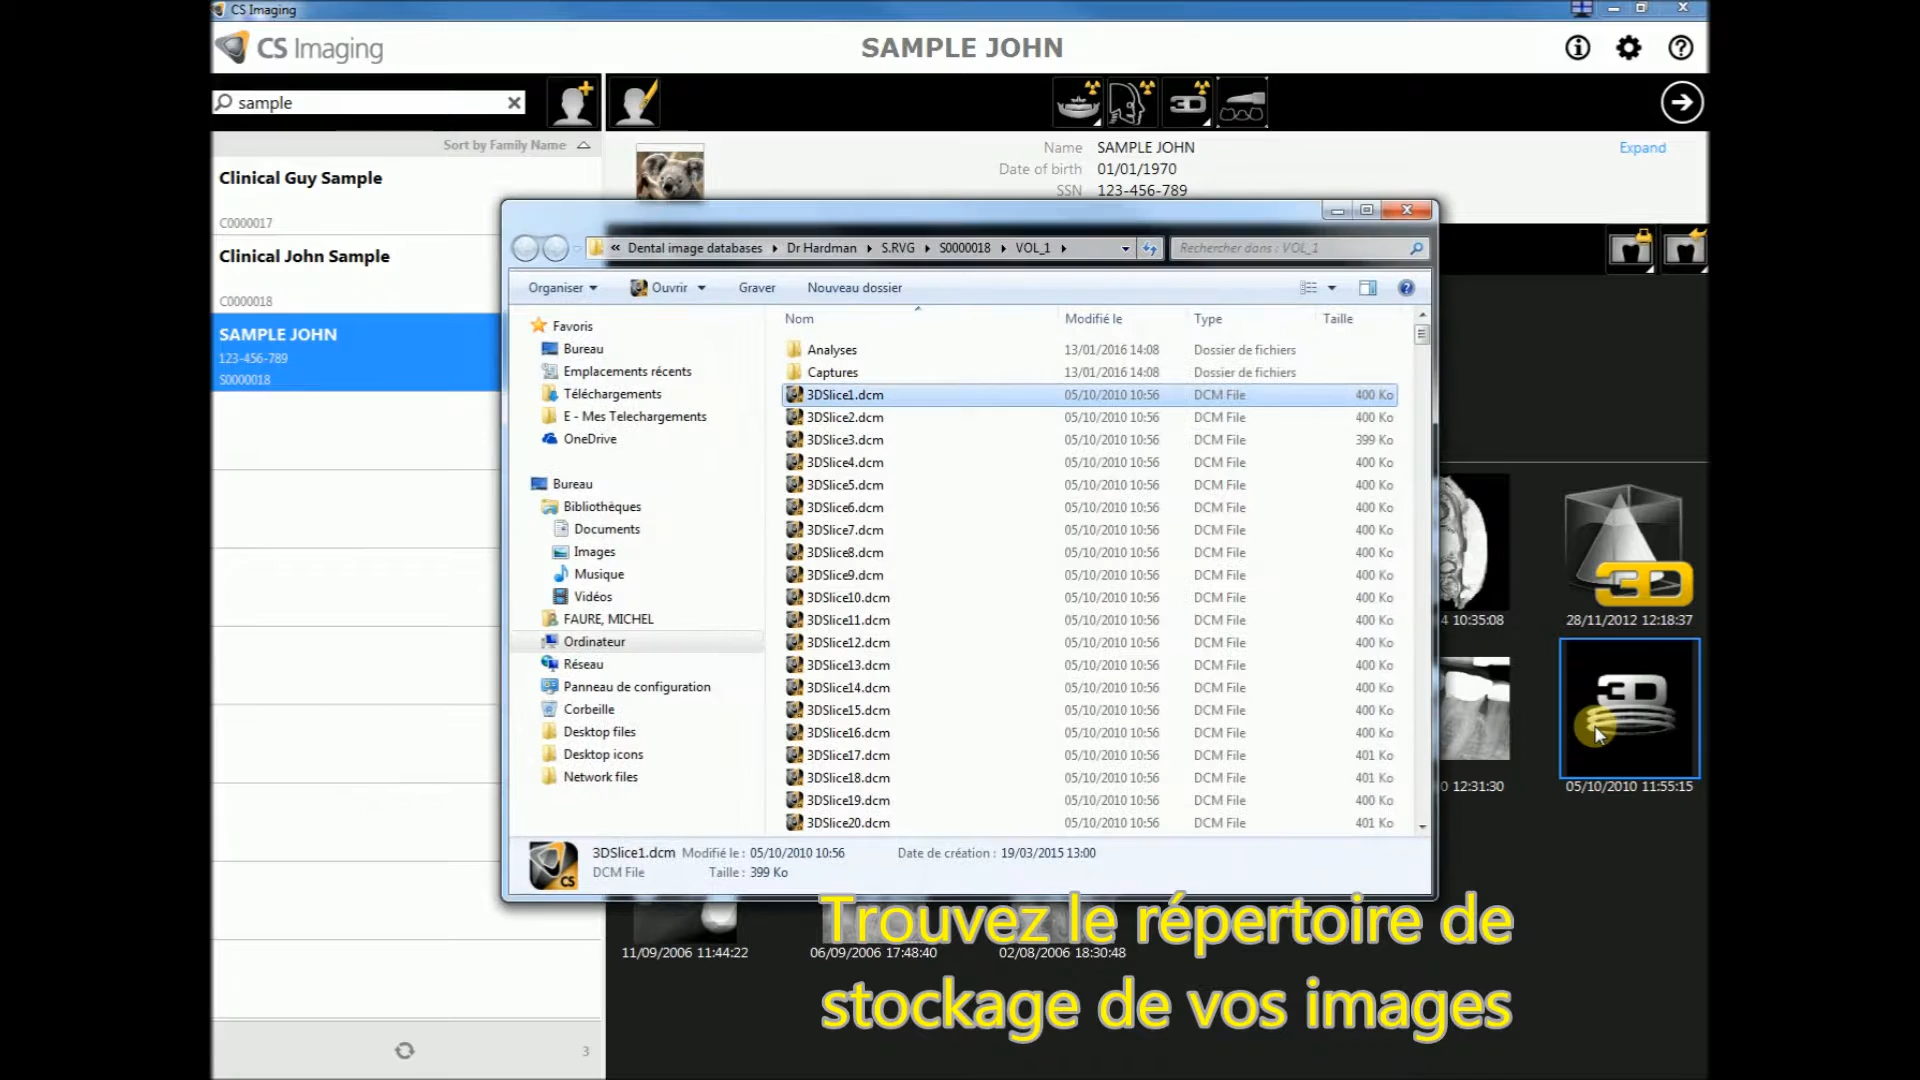 CS Imaging
CS Imaging
SAMPLE JOHN
sample
Sort by Family Name
Clinical Guy Sample
C0000017
Clinical John Sample
C0000018
SAMPLE JOHN
123-456-789
S0000018
3
Name SAMPLE JOHN
Date of birth 01/01/1970
SSN 123-456-789
Expand
« Dental image databases Dr Hardman S.RVG S0000018 VOL_1
Rechercher dans : VOL_1
Organiser Ouvrir Graver Nouveau dossier
Favoris
Bureau
Emplacements récents
Téléchargements
E - Mes Telechargements
OneDrive
Bureau
Bibliothèques
Documents
Images
Musique
Vidéos
FAURE, MICHEL
Ordinateur
Réseau
Panneau de configuration
Corbeille
Desktop files
Desktop icons
Network files
Nom Modifié le Type Taille
Analyses 13/01/2016 14:08 Dossier de fichiers
Captures 13/01/2016 14:08 Dossier de fichiers
3DSlice1.dcm 05/10/2010 10:56 DCM File 400 Ko
3DSlice2.dcm 05/10/2010 10:56 DCM File 400 Ko
3DSlice3.dcm 05/10/2010 10:56 DCM File 399 Ko
3DSlice4.dcm 05/10/2010 10:56 DCM File 400 Ko
3DSlice5.dcm 05/10/2010 10:56 DCM File 400 Ko
3DSlice6.dcm 05/10/2010 10:56 DCM File 400 Ko
3DSlice7.dcm 05/10/2010 10:56 DCM File 400 Ko
3DSlice8.dcm 05/10/2010 10:56 DCM File 400 Ko
3DSlice9.dcm 05/10/2010 10:56 DCM File 400 Ko
3DSlice10.dcm 05/10/2010 10:56 DCM File 400 Ko
3DSlice11.dcm 05/10/2010 10:56 DCM File 400 Ko
3DSlice12.dcm 05/10/2010 10:56 DCM File 400 Ko
3DSlice13.dcm 05/10/2010 10:56 DCM File 400 Ko
3DSlice14.dcm 05/10/2010 10:56 DCM File 400 Ko
3DSlice15.dcm 05/10/2010 10:56 DCM File 400 Ko
3DSlice16.dcm 05/10/2010 10:56 DCM File 400 Ko
3DSlice17.dcm 05/10/2010 10:56 DCM File 401 Ko
3DSlice18.dcm 05/10/2010 10:56 DCM File 401 Ko
3DSlice19.dcm 05/10/2010 10:56 DCM File 400 Ko
3DSlice20.dcm 05/10/2010 10:56 DCM File 401 Ko
CS
3DSlice1.dcm Modifié le : 05/10/2010 10:56 Date de création : 19/03/2015 13:00
DCM File Taille : 399 Ko
3D
3D
4 10:35:08
28/11/2012 12:18:37
3D
0 12:31:30
05/10/2010 11:55:15
11/09/2006 11:44:22
06/09/2006 17:48:40
02/08/2006 18:30:48
Trouvez le répertoire de
stockage de vos images